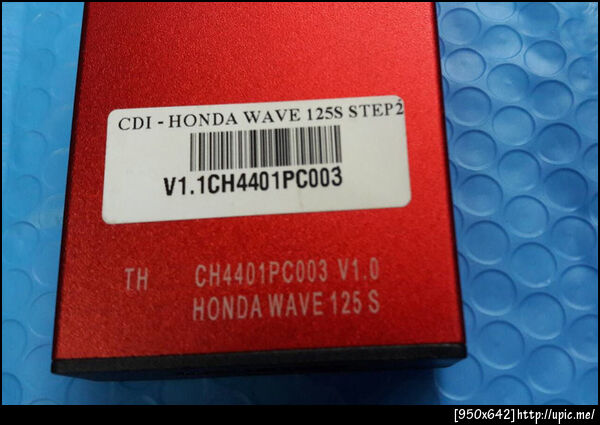 CDI - HONDA WAVE 125S STEP2
V1.1CH4401PC003
TH CH4401PC003 V1.0
HONDA WAVE 125 S
[950x642]http://upic.me/